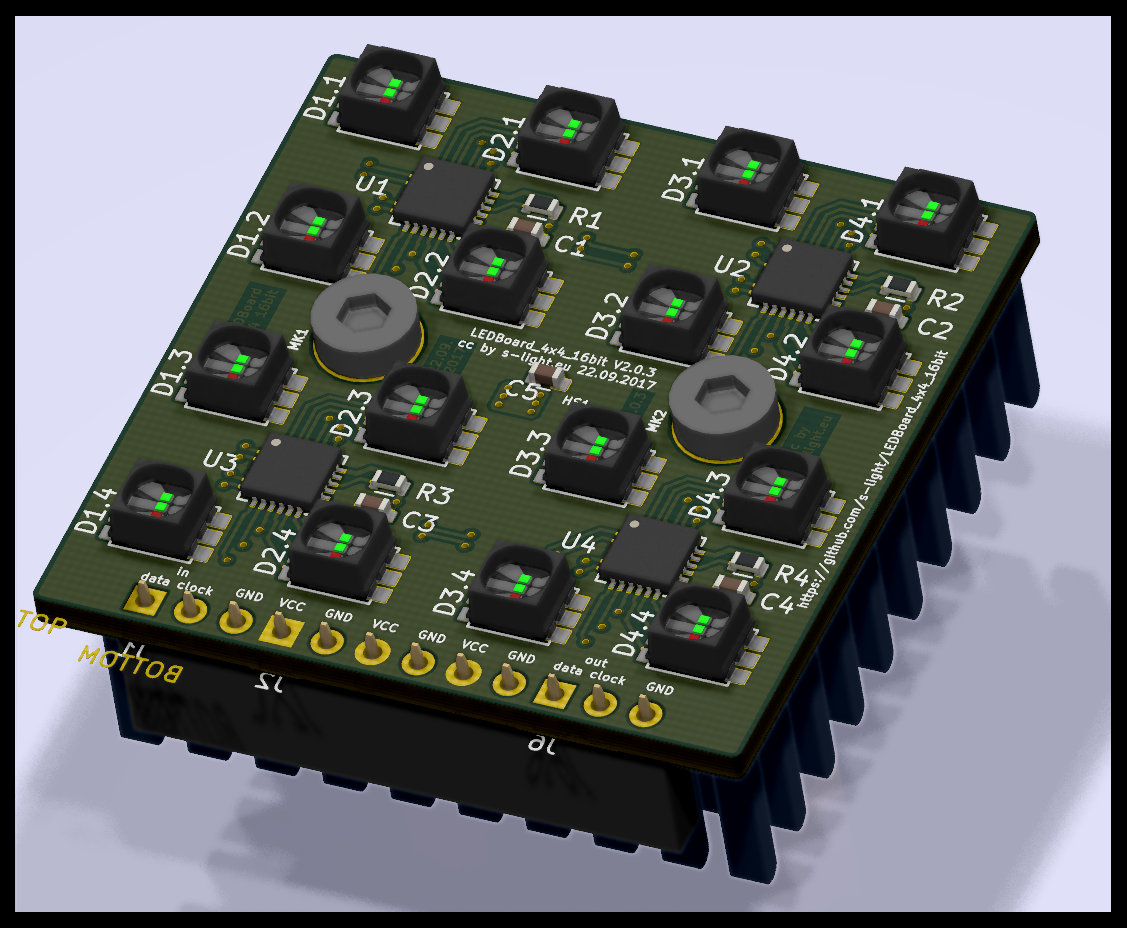 D1.1
D2.1
D3.1
D4.1
U1
R1
C1
D1.2
D2.2
U2
R2
C2
D3.2
D4.2
MK1
LEDBoard_4x4_16bit V2.0.3
cc by s-light.eu 22.09.2017
C5
D1.3
D2.3
MK2
D3.3
D4.3
https://github.com/s-light/LEDBoard_4x4_16bit
U3
R3
C3
D1.4
D2.4
U4
R4
C4
D3.4
D4.4
in
data clock
GND
VCC
GND
VCC
GND
VCC
GND
out
data clock
GND
TOP
BOTTOM
J1
J2
J6